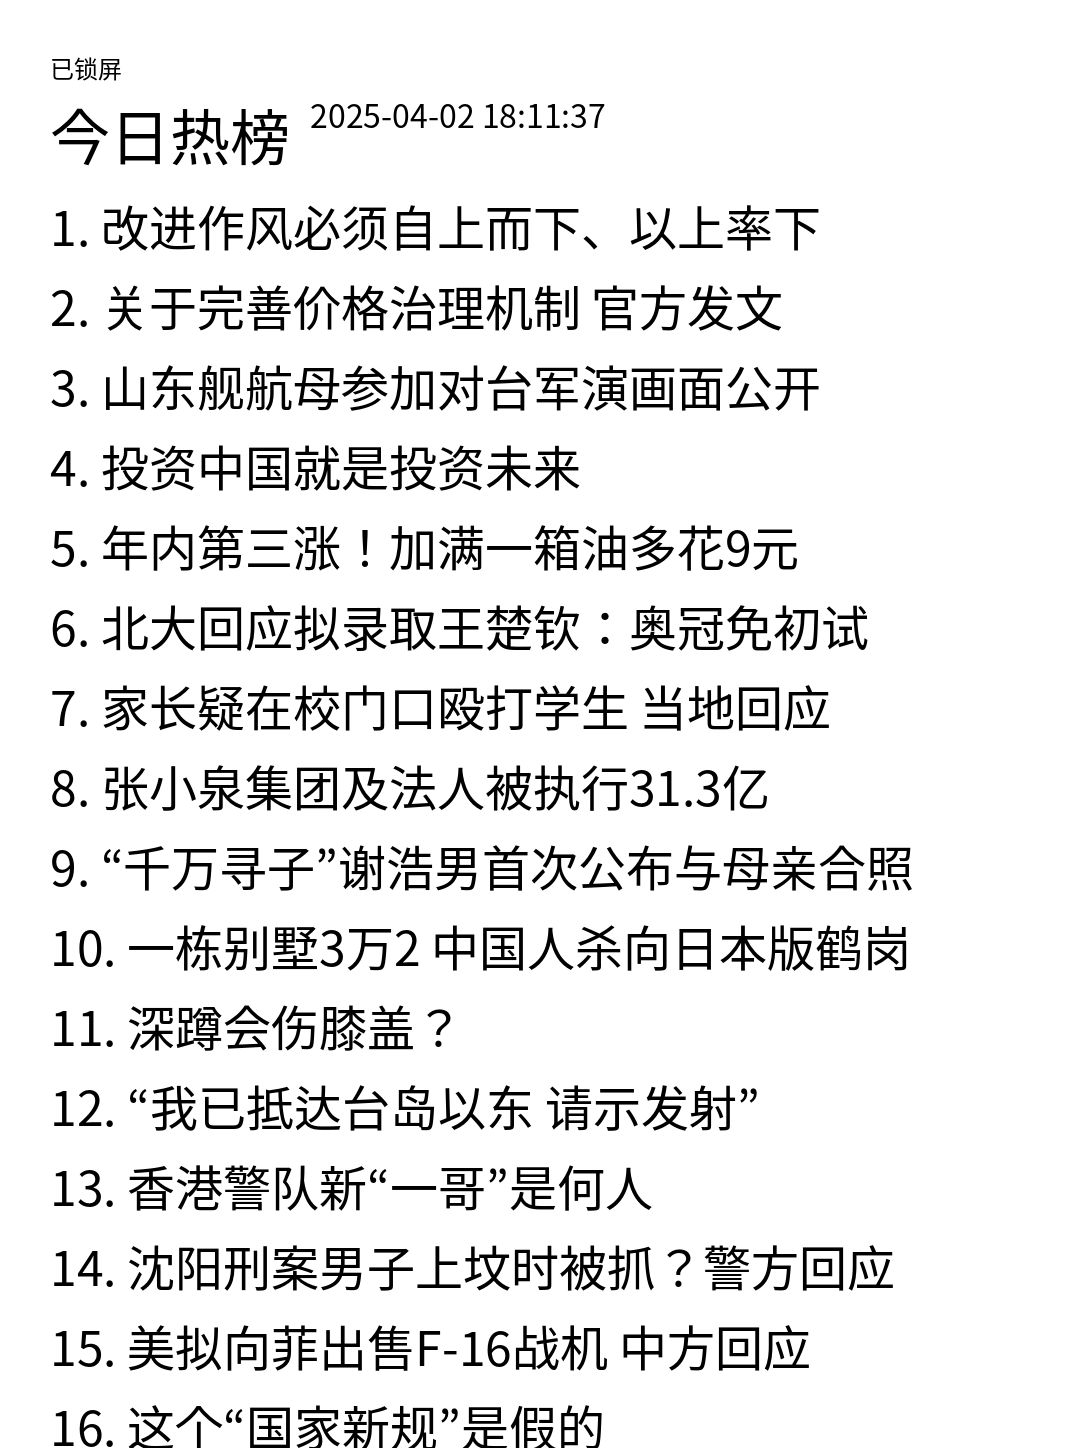 已锁屏
今日热榜 2025-04-02 18:11:37
1. 改进作风必须自上而下、以上率下
2. 关于完善价格治理机制 官方发文
3. 山东舰航母参加对台军演画面公开
4. 投资中国就是投资未来
5. 年内第三涨！加满一箱油多花9元
6. 北大回应拟录取王楚钦：奥冠免初试
7. 家长疑在校门口殴打学生 当地回应
8. 张小泉集团及法人被执行31.3亿
9. “千万寻子”谢浩男首次公布与母亲合照
10. 一栋别墅3万2 中国人杀向日本版鹤岗
11. 深蹲会伤膝盖？
12. “我已抵达台岛以东 请示发射”
13. 香港警队新“一哥”是何人
14. 沈阳刑案男子上坟时被抓？警方回应
15. 美拟向菲出售F-16战机 中方回应
16. 这个“国家新规”是假的